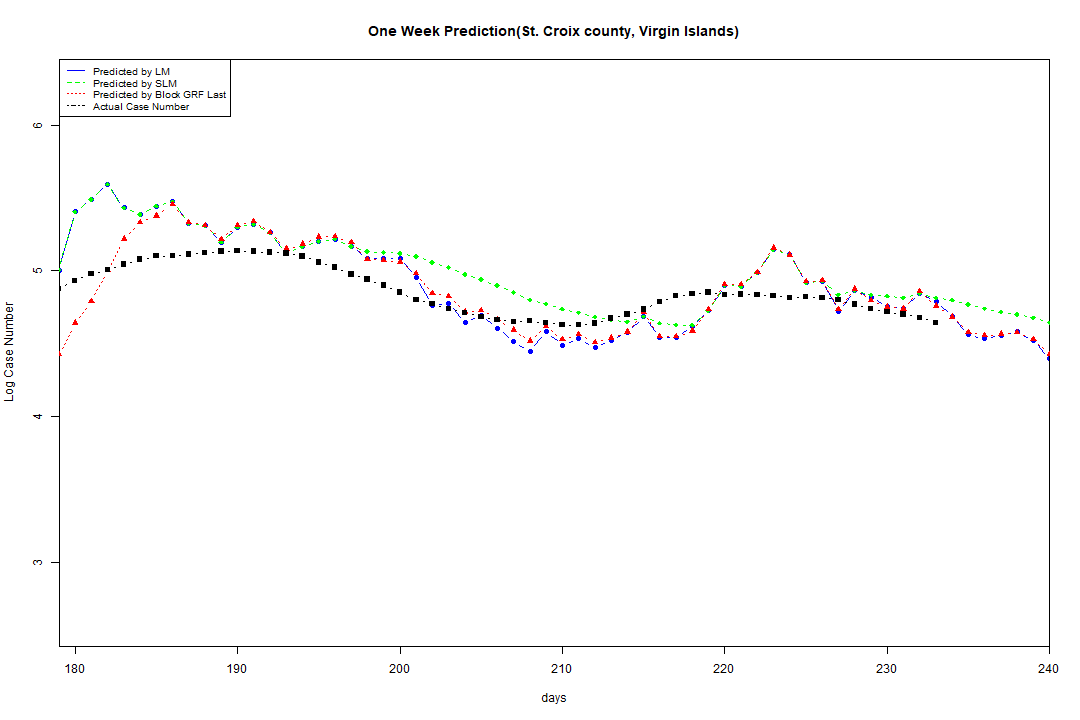 One Week Prediction(St. Croix county, Virgin Islands)
Predicted by LM
Predicted by SLM
Predicted by Block GRF Last
Actual Case Number
6
5
4
3
Log Case Number
180 190 200 210 220 230 240
days